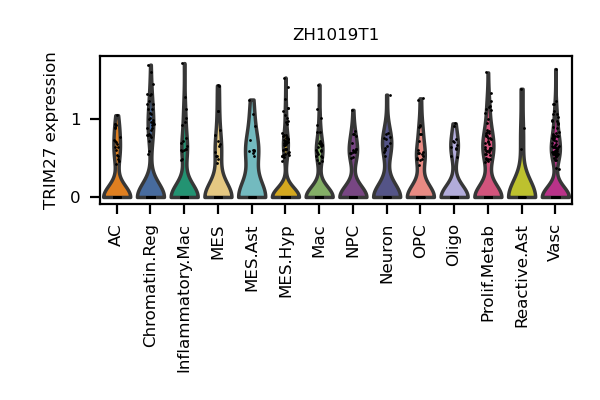 ZH1019T1
TRIM27 expression
1
0
AC
Chromatin.Reg
Inflammatory.Mac
MES
MES.Ast
MES.Hyp
Mac
NPC
Neuron
OPC
Oligo
Prolif.Metab
Reactive.Ast
Vasc